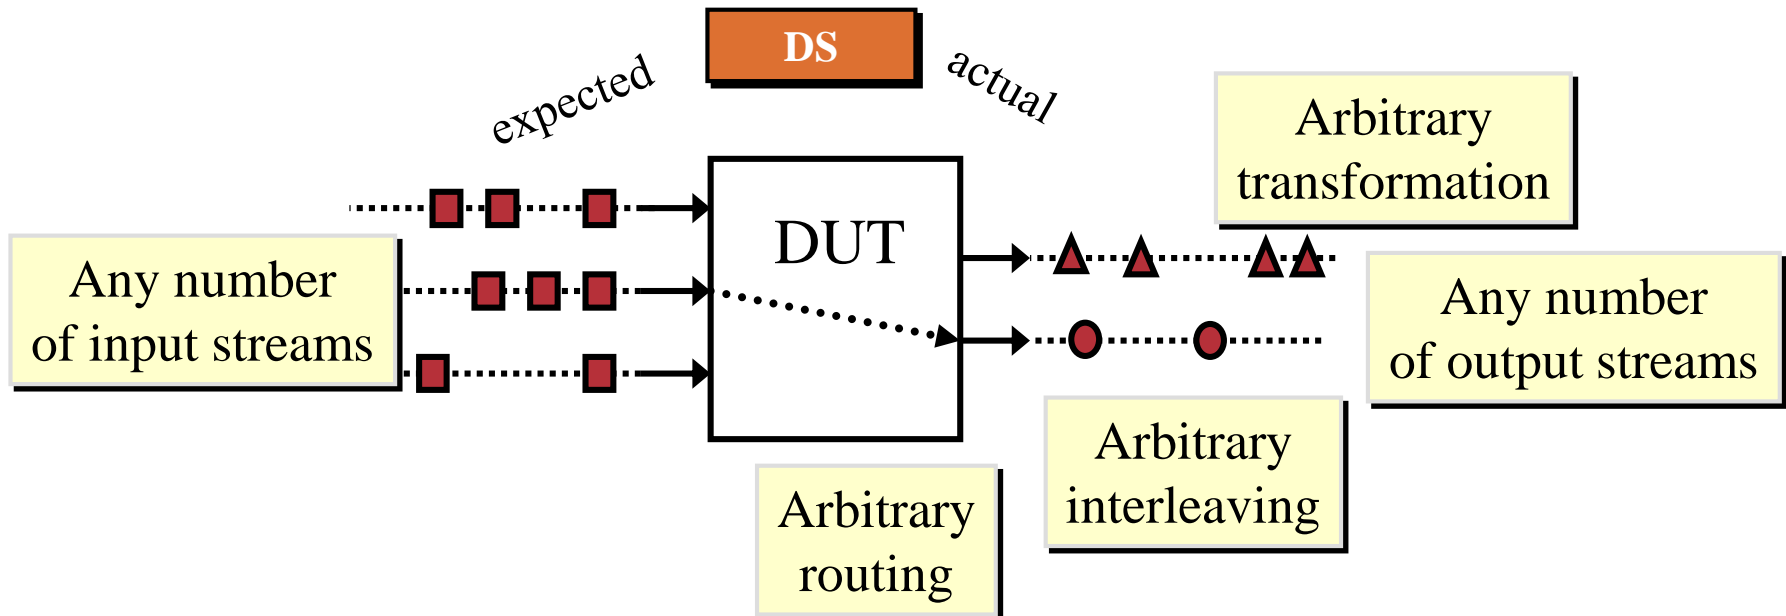 DS
expected
actual
Arbitrary
transformation
DUT
Any number
of input streams
Any number
of output streams
Arbitrary
interleaving
Arbitrary
routing